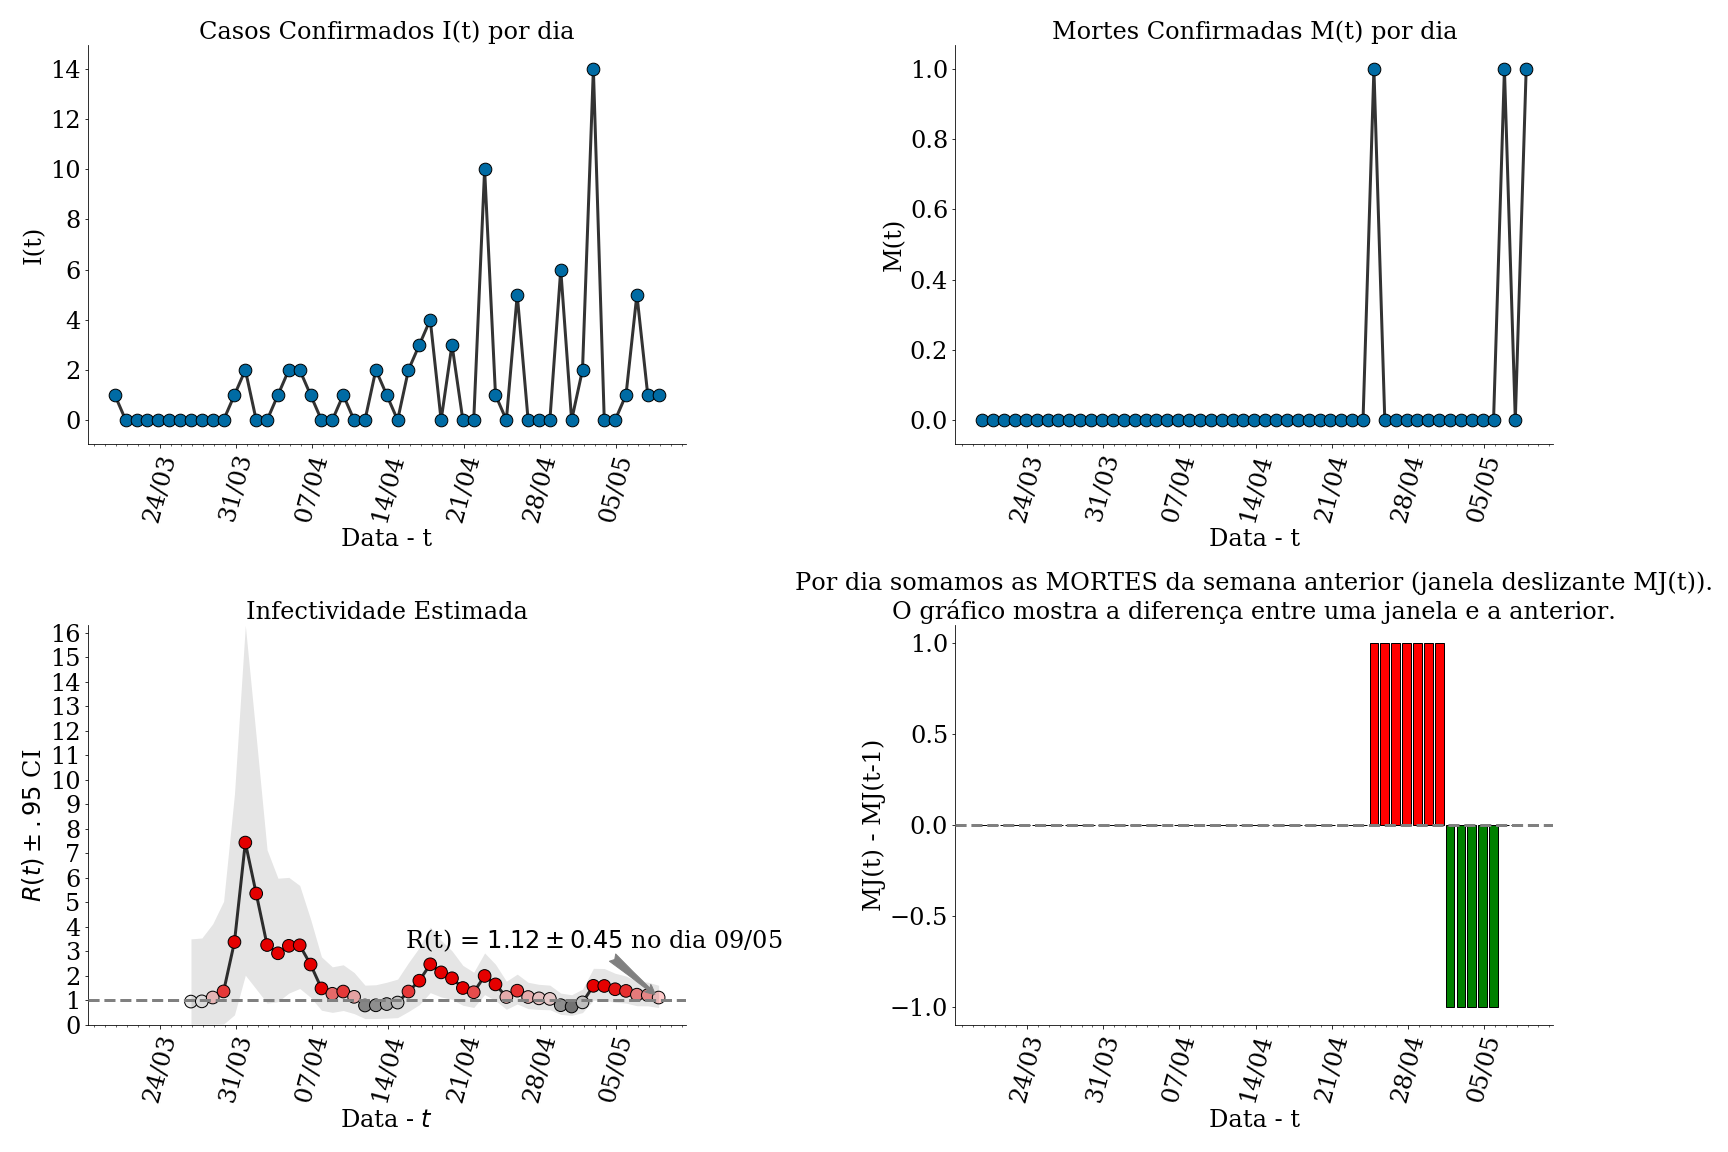 Casos Confirmados I(t) por dia
14
12
10
8
6
4
2
0
I(t)
24/03 31/03 07/04 14/04 21/04 28/04 05/05
Data - t
Mortes Confirmadas M(t) por dia
1.0
0.8
0.6
0.4
0.2
0.0
M(t)
24/03 31/03 07/04 14/04 21/04 28/04 05/05
Data - t
Infectividade Estimada
16
15
14
13
12
11
10
9
8
7
6
5
4
3
2
1
0
R(t) ± .95 CI
R(t) = 1.12 ± 0.45 no dia 09/05
24/03 31/03 07/04 14/04 21/04 28/04 05/05
Data - t
Por dia somamos as MORTES da semana anterior (janela deslizante MJ(t)).
O gráfico mostra a diferença entre uma janela e a anterior.
1.0
0.5
0.0
−0.5
−1.0
MJ(t) - MJ(t-1)
24/03 31/03 07/04 14/04 21/04 28/04 05/05
Data - t